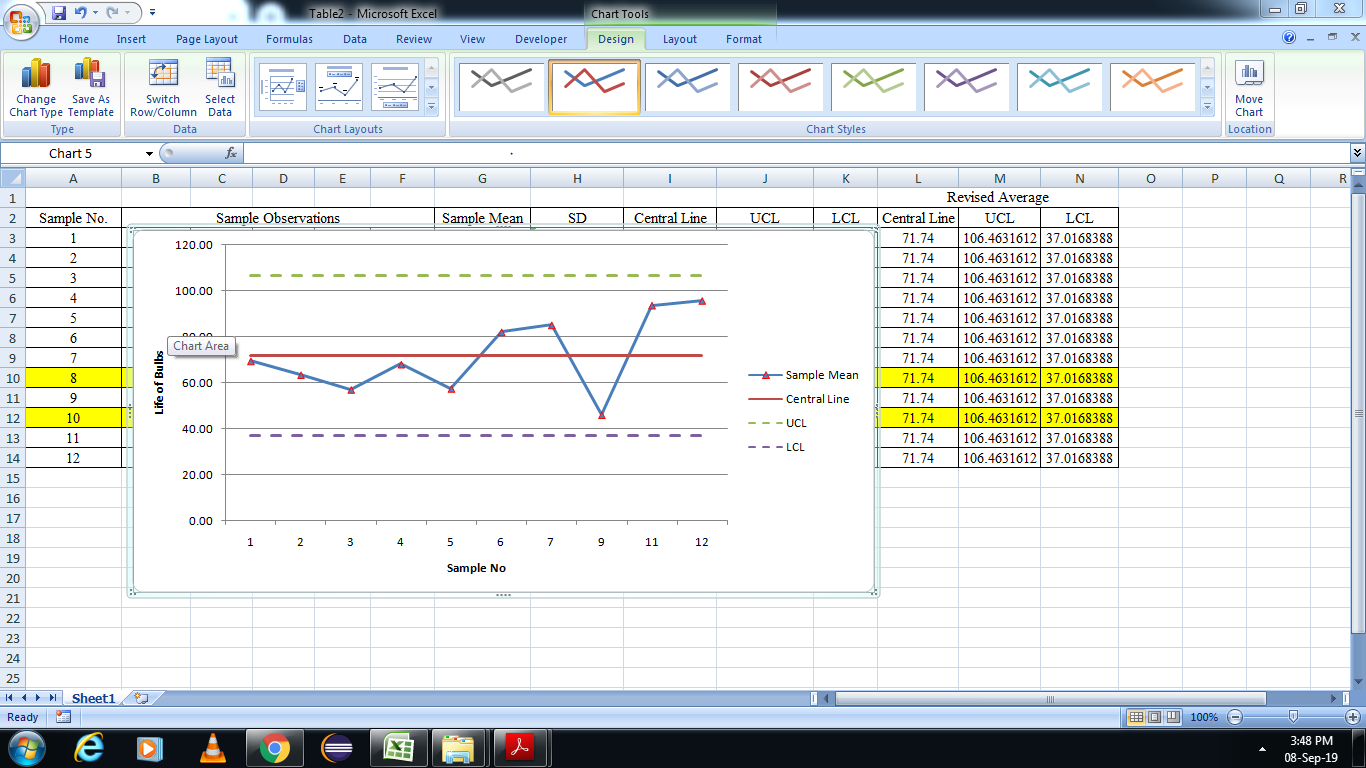 Table2 - Microsoft Excel
Chart Tools
Home Insert Page Layout Formulas Data Review View Developer Design Layout Format
Change Chart Type
Save As Template
Switch Row/Column
Select Data
Move Chart
Type Data Chart Layouts Chart Styles Location
Chart 5 fx
A B C D E F G H I J K L M N O P Q R
1 Revised Average
2 Sample No. Sample Observations Sample Mean SD Central Line UCL LCL Central Line UCL LCL
3 1 71.74 106.4631612 37.0168388
4 2 71.74 106.4631612 37.0168388
5 3 71.74 106.4631612 37.0168388
6 4 71.74 106.4631612 37.0168388
7 5 71.74 106.4631612 37.0168388
8 6 71.74 106.4631612 37.0168388
9 7 71.74 106.4631612 37.0168388
10 8 71.74 106.4631612 37.0168388
11 9 71.74 106.4631612 37.0168388
12 10 71.74 106.4631612 37.0168388
13 11 71.74 106.4631612 37.0168388
14 12 71.74 106.4631612 37.0168388
15
16
17
18
19
20
21
22
23
24
25
120.00
100.00
80.00
60.00
40.00
20.00
0.00
Chart Area
Life of Bulbs
1 2 3 4 5 6 7 9 11 12
Sample No
Sample Mean
Central Line
UCL
LCL
Sheet1
Ready 100%
3:48 PM
08-Sep-19